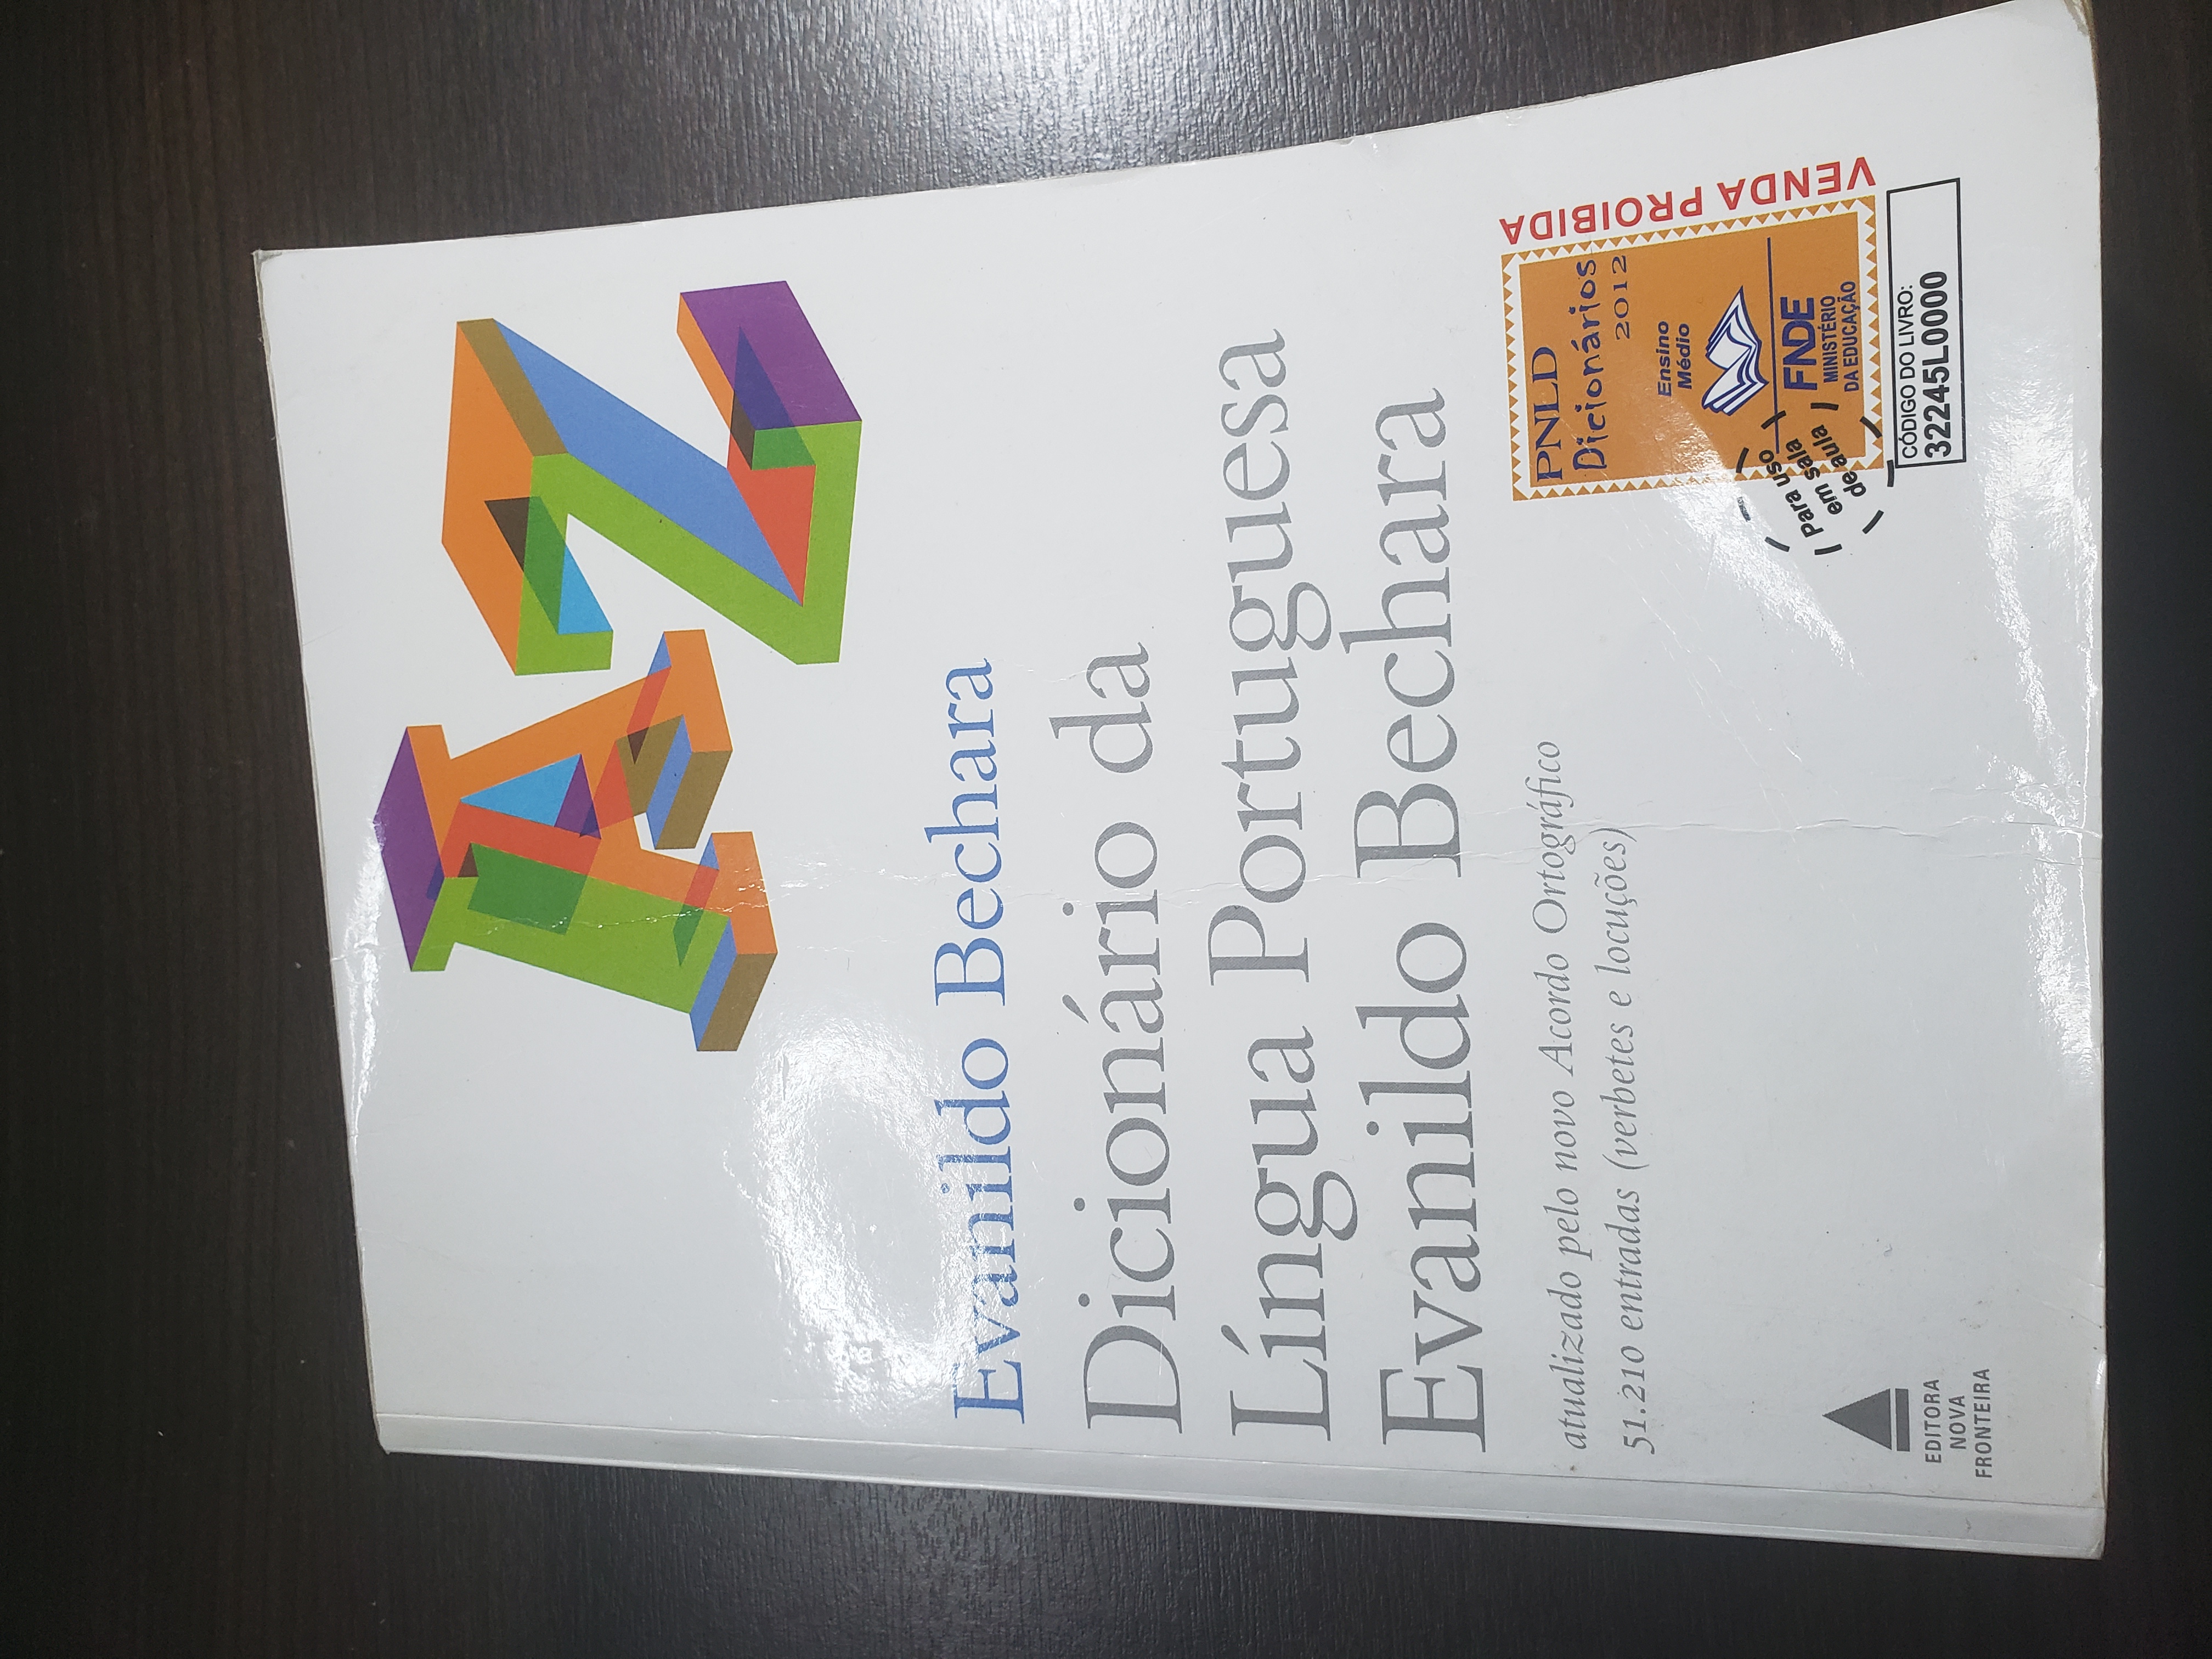 AZ
Evanildo Bechara
Dicionário da
Língua Portuguesa
Evanildo Bechara
atualizado pelo novo Acordo Ortográfico
51.210 entradas (verbetes e locuções)
PNLD
Dicionários
2012
Ensino
Médio
FNDE
MINISTÉRIO
DA EDUCAÇÃO
VENDA PROIBIDA
Para uso
em sala
de aula
CÓDIGO DO LIVRO:
32245L0000
EDITORA
NOVA
FRONTEIRA